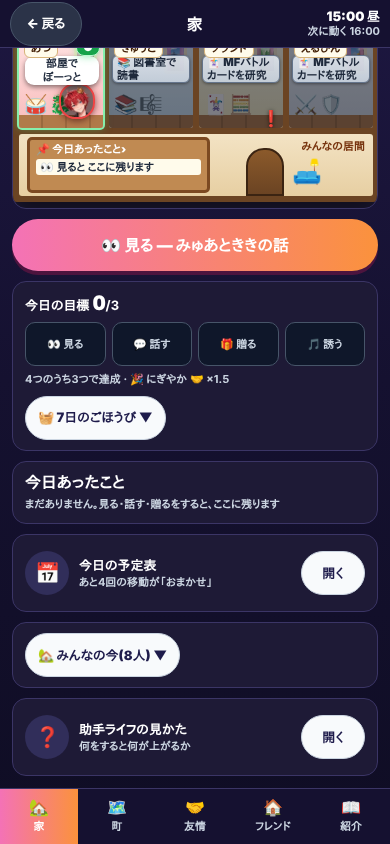 ← 戻る
家
15:00 昼
次に動く 16:00
部屋で
ぼーっと
図書室で
読書
MFバトル
カードを研究
MFバトル
カードを研究
今日あったこと›
見ると ここに残ります
みんなの居間
見る — みゅあとききの話
今日の目標 0/3
見る
話す
贈る
誘う
4つのうち3つで達成・ にぎやか ×1.5
7日のごほうび ▼
今日あったこと
まだありません。見る・話す・贈るをすると、ここに残ります
今日の予定表
あと4回の移動が「おまかせ」
開く
みんなの今(8人) ▼
助手ライフの見かた
何をすると何が上がるか
開く
家
町
友情
フレンド
紹介